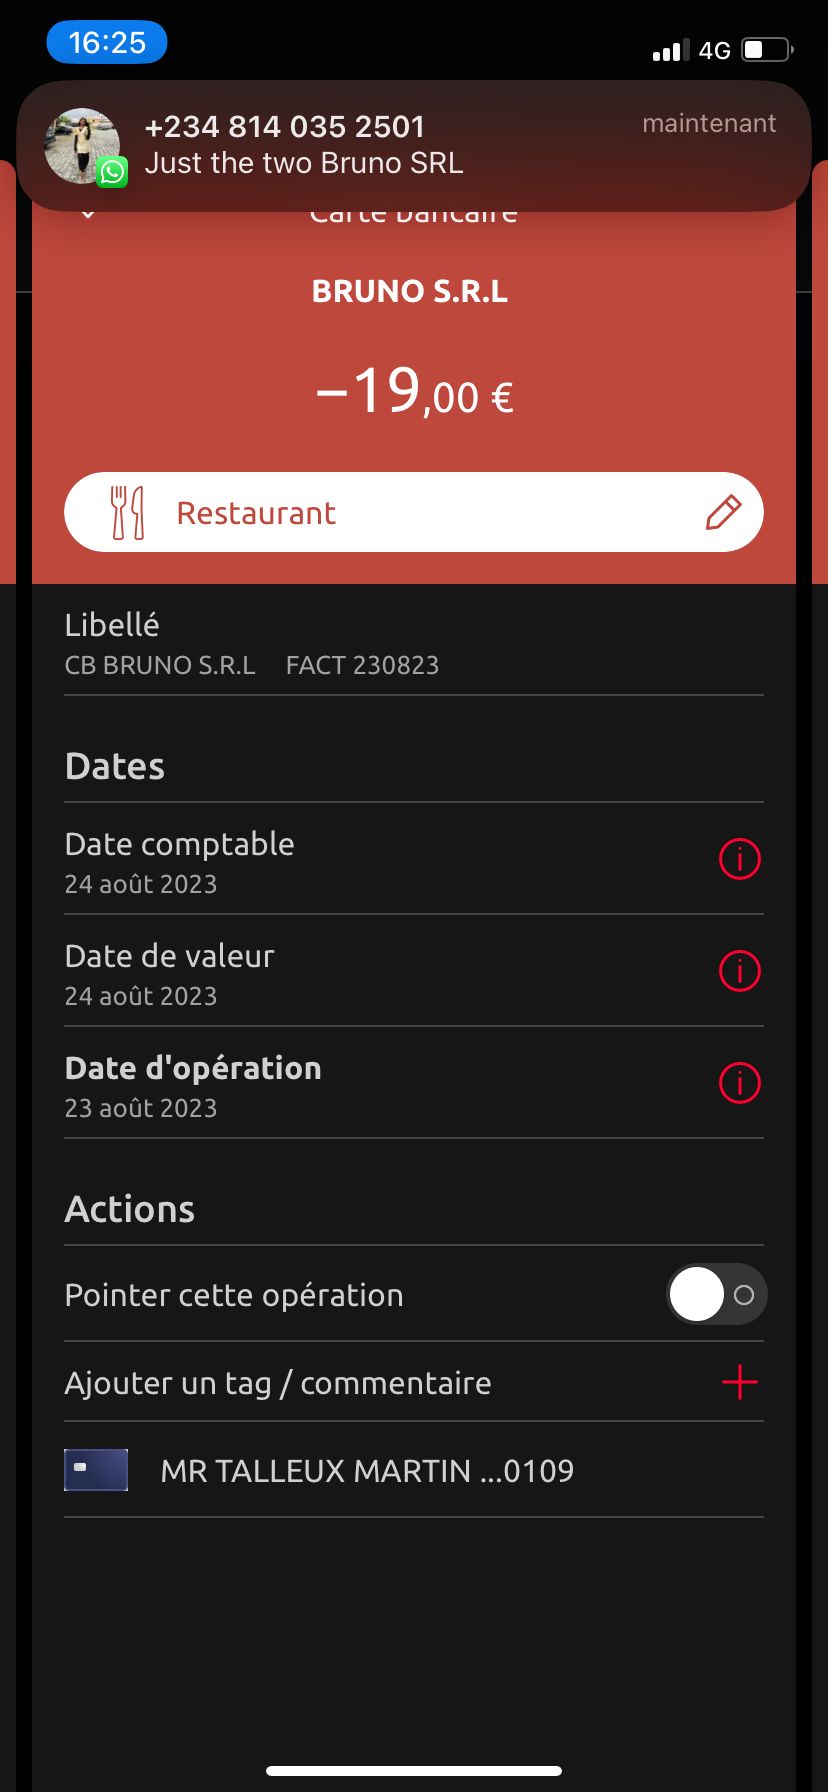 16:25
4G
+234 814 035 2501
maintenant
Just the two Bruno SRL
Carte bancaire
BRUNO S.R.L
−19,00 €
Restaurant
Libellé
CB BRUNO S.R.L FACT 230823
Dates
Date comptable
24 août 2023
Date de valeur
24 août 2023
Date d'opération
23 août 2023
Actions
Pointer cette opération
Ajouter un tag / commentaire
MR TALLEUX MARTIN ...0109